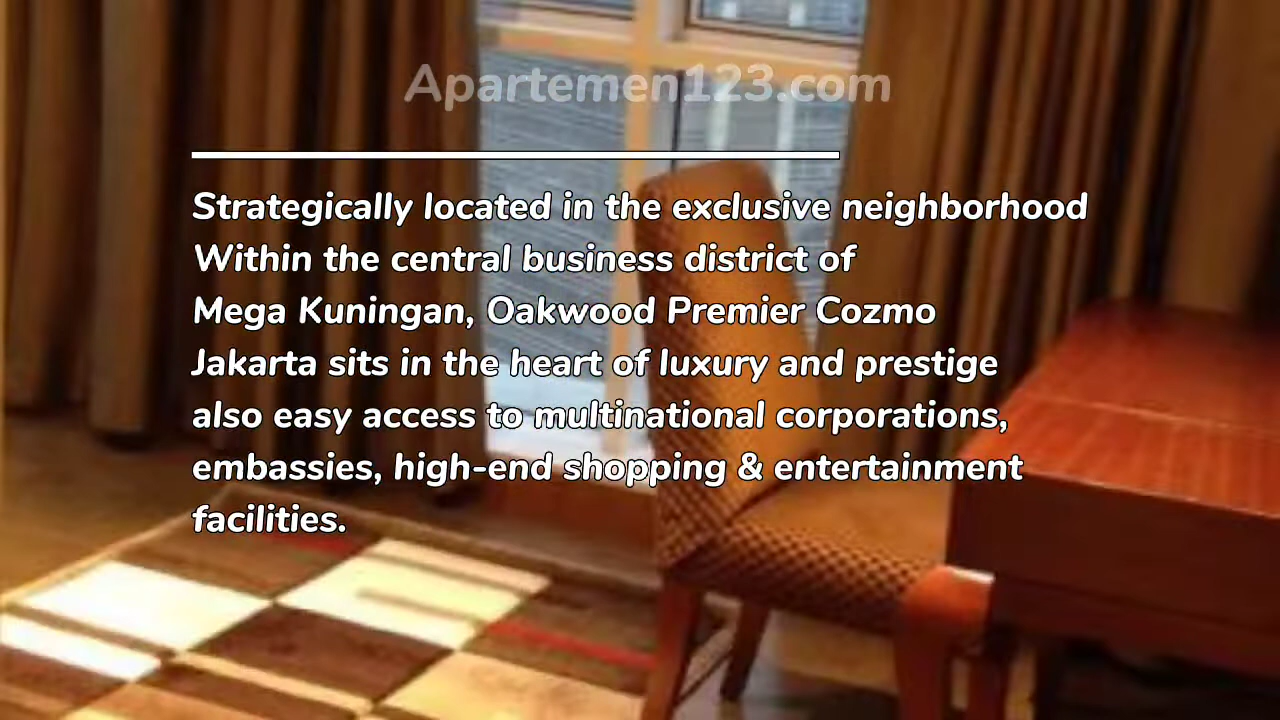 Apartemen123.com
Strategically located in the exclusive neighborhood
Within the central business district of
Mega Kuningan, Oakwood Premier Cozmo
Jakarta sits in the heart of luxury and prestige
also easy access to multinational corporations,
embassies, high-end shopping & entertainment
facilities.